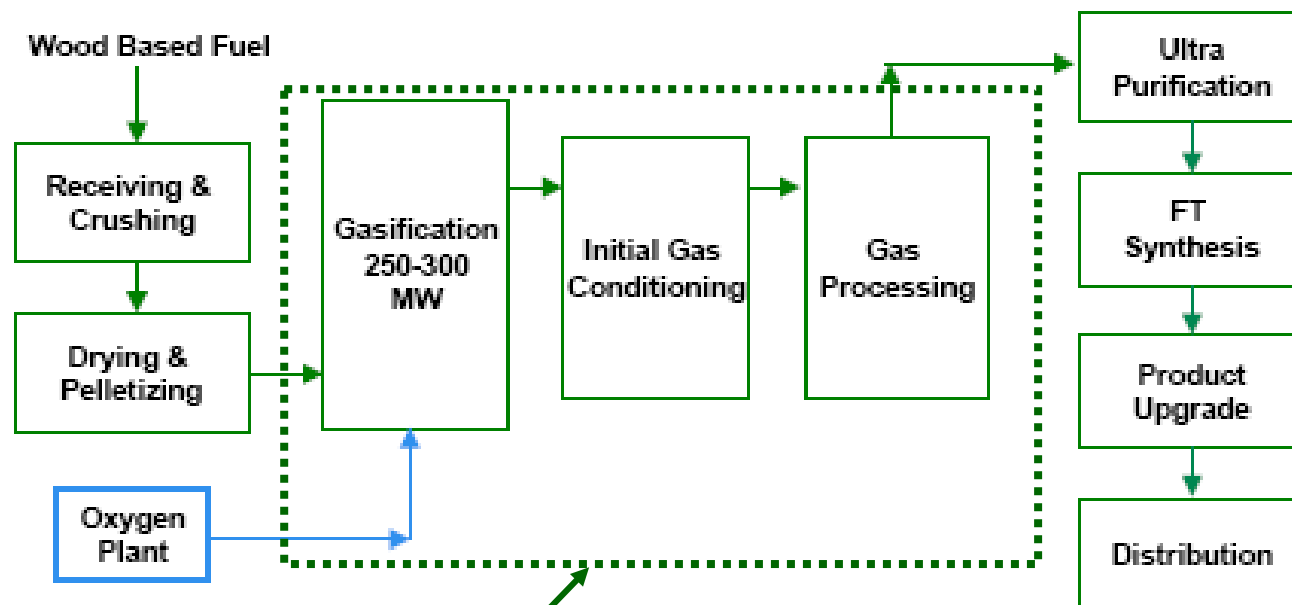 Wood Based Fuel
Receiving &
Crushing
Drying &
Pelletizing
Oxygen
Plant
Gasification
250-300
MW
Initial Gas
Conditioning
Gas
Processing
Ultra
Purification
FT
Synthesis
Product
Upgrade
Distribution